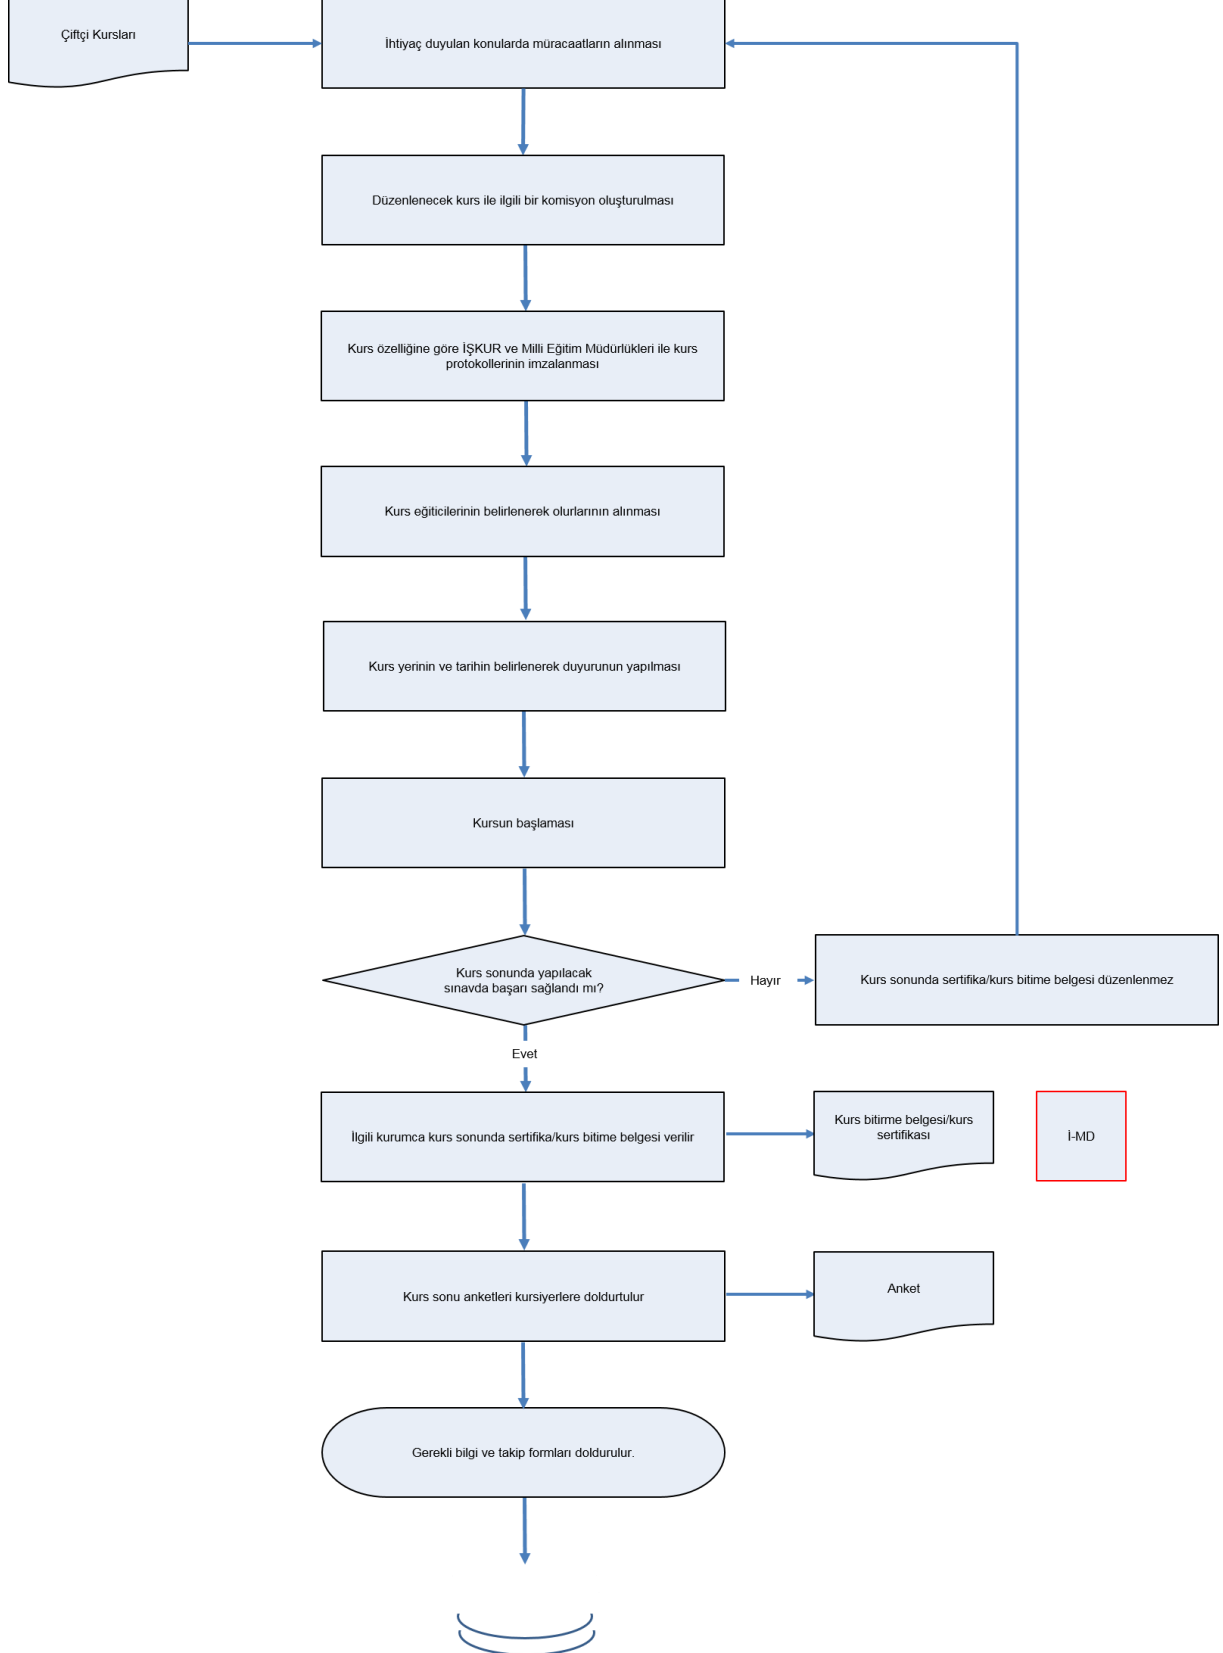 Çiftçi Kursları
İhtiyaç duyulan konularda müracaatların alınması
Düzenlenecek kurs ile ilgili bir komisyon oluşturulması
Kurs özelliğine göre İŞKUR ve Milli Eğitim Müdürlükleri ile kurs
protokollerinin imzalanması
Kurs eğiticilerinin belirlenerek olurlarının alınması
Kurs yerinin ve tarihin belirlenerek duyurunun yapılması
Kursun başlaması
Kurs sonunda yapılacak
sınavda başarı sağlandı mı?
Hayır
Kurs sonunda sertifika/kurs bitime belgesi düzenlenmez
Evet
İlgili kurumca kurs sonunda sertifika/kurs bitime belgesi verilir
Kurs bitirme belgesi/kurs
sertifikası
İ-MD
Kurs sonu anketleri kursiyerlere doldurtulur
Anket
Gerekli bilgi ve takip formları doldurulur.